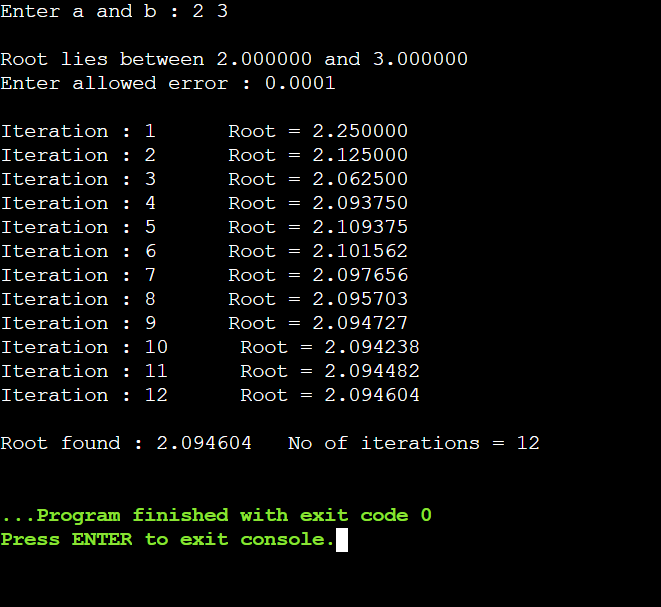 Enter a and b : 2 3
Root lies between 2.000000 and 3.000000
Enter allowed error : 0.0001
Iteration : 1      Root = 2.250000
Iteration : 2      Root = 2.125000
Iteration : 3      Root = 2.062500
Iteration : 4      Root = 2.093750
Iteration : 5      Root = 2.109375
Iteration : 6      Root = 2.101562
Iteration : 7      Root = 2.097656
Iteration : 8      Root = 2.095703
Iteration : 9      Root = 2.094727
Iteration : 10      Root = 2.094238
Iteration : 11      Root = 2.094482
Iteration : 12      Root = 2.094604
Root found : 2.094604   No of iterations = 12
...Program finished with exit code 0
Press ENTER to exit console.